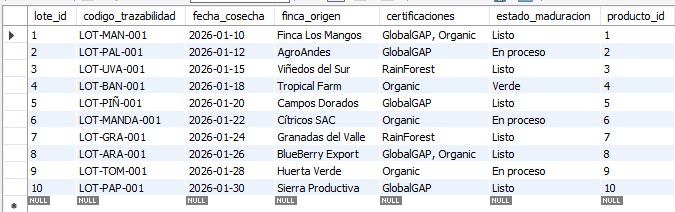 lote_id codigo_trazabilidad fecha_cosecha finca_origen certificaciones estado_maduracion producto_id
1 LOT-MAN-001 2026-01-10 Finca Los Mangos GlobalGAP, Organic Listo 1
2 LOT-PAL-001 2026-01-12 AgroAndes GlobalGAP En proceso 2
3 LOT-UVA-001 2026-01-15 Viñedos del Sur RainForest Listo 3
4 LOT-BAN-001 2026-01-18 Tropical Farm Organic Verde 4
5 LOT-PIÑ-001 2026-01-20 Campos Dorados GlobalGAP Listo 5
6 LOT-MANDA-001 2026-01-22 Cítricos SAC Organic En proceso 6
7 LOT-GRA-001 2026-01-24 Granadas del Valle RainForest Listo 7
8 LOT-ARA-001 2026-01-26 BlueBerry Export GlobalGAP, Organic Listo 8
9 LOT-TOM-001 2026-01-28 Huerta Verde Organic En proceso 9
10 LOT-PAP-001 2026-01-30 Sierra Productiva GlobalGAP Listo 10
NULL NULL NULL NULL NULL NULL NULL